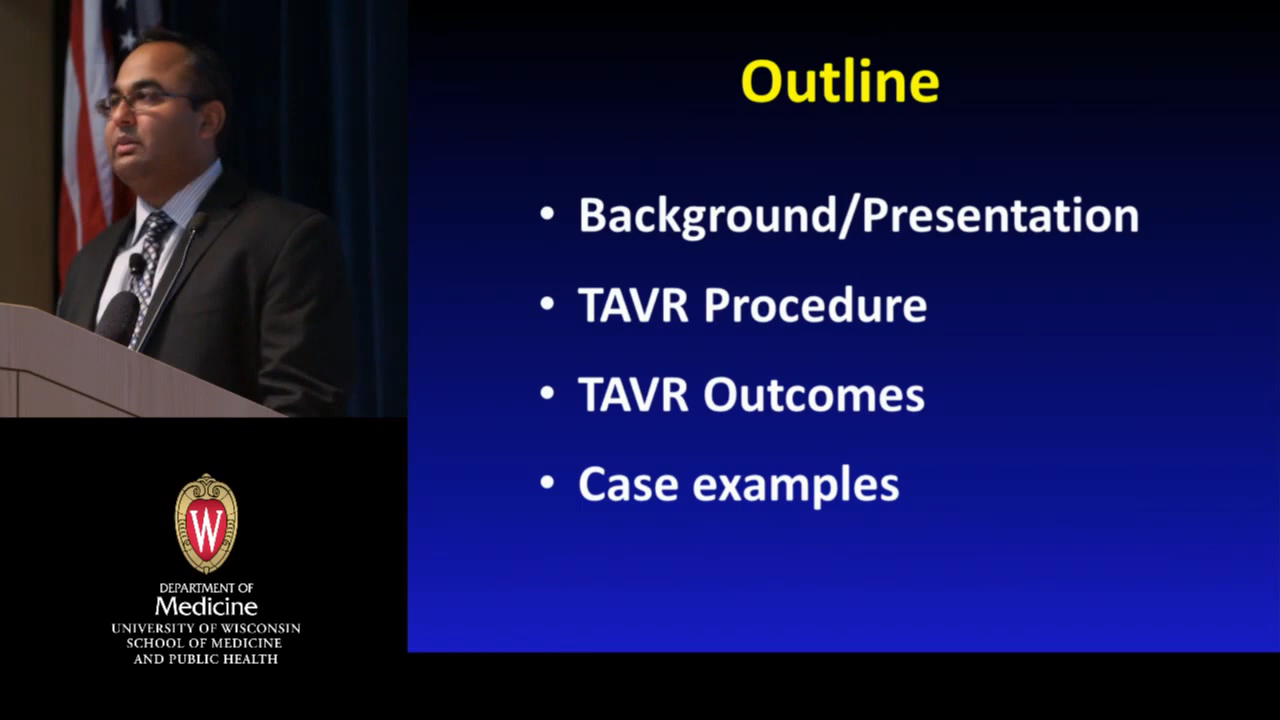 Outline
• Background/Presentation
• TAVR Procedure
• TAVR Outcomes
• Case examples
W
DEPARTMENT OF
Medicine
UNIVERSITY OF WISCONSIN
SCHOOL OF MEDICINE
AND PUBLIC HEALTH